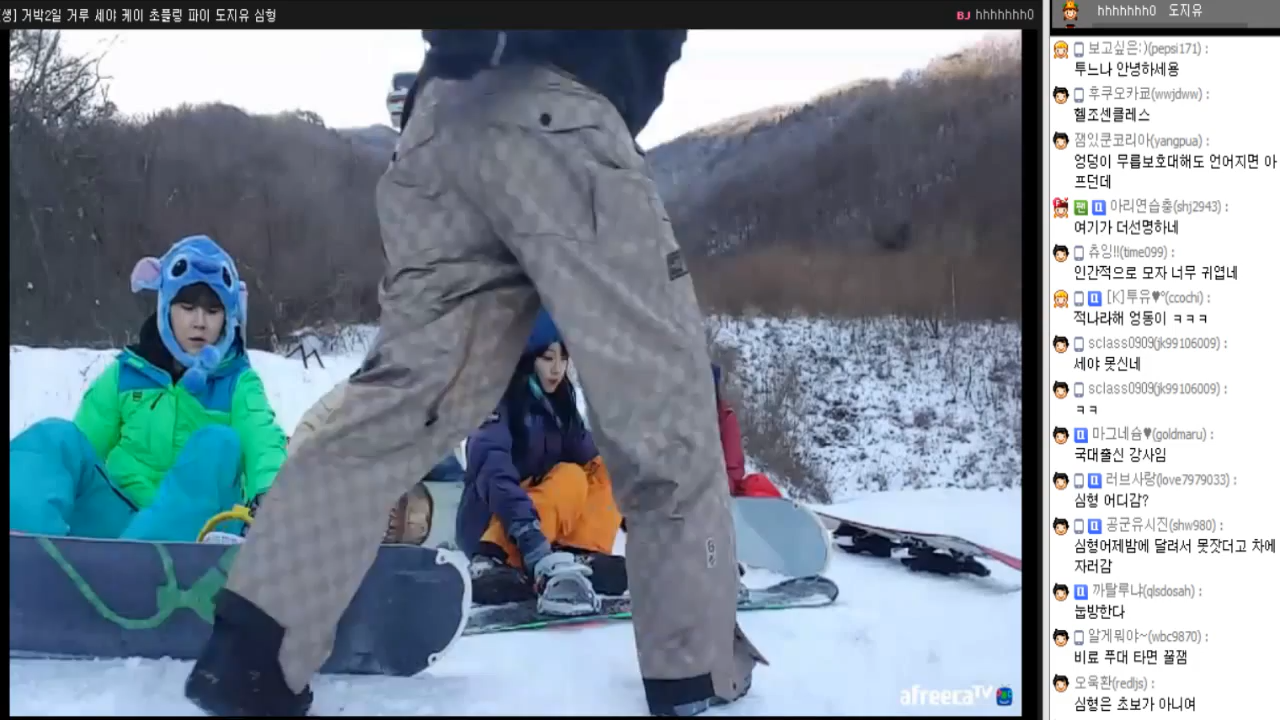 생] 거박2일 거루 세야 케이 초플링 파이 도지유 심형
BJ hhhhhhh0
hhhhhhh0 도지유
보고싶은;)(pepsi171) :
투느나 안녕하세용
후쿠오카쿄(wwjdww) :
헬조센클레스
잼있쿤코리아(yangpua) :
엉덩이 무릅보호대해도 언어지면 아
프던데
팬 아리연습충(shj2943) :
여기가 더선명하네
츄잉!!(time099) :
인간적으로 모자 너무 귀엽네
[K]투유♥º(ccochi) :
적나라해 엉동이 ㅋㅋㅋ
sclass0909(jk99106009) :
세야 못신네
sclass0909(jk99106009) :
ㅋㅋ
마그네슘♥(goldmaru) :
국대출신 강사임
러브사랑(love7979033) :
심형 어디감?
공군유시진(shw980) :
심형어제밤에 달려서 못잣더고 차에
자러감
까탈루냐(qlsdosah) :
눕방한다
알게뭐야~(wbc9870) :
비료 푸대 타면 꿀잼
오욱환(redljs) :
심형은 초보가 아니여
afreecaTV